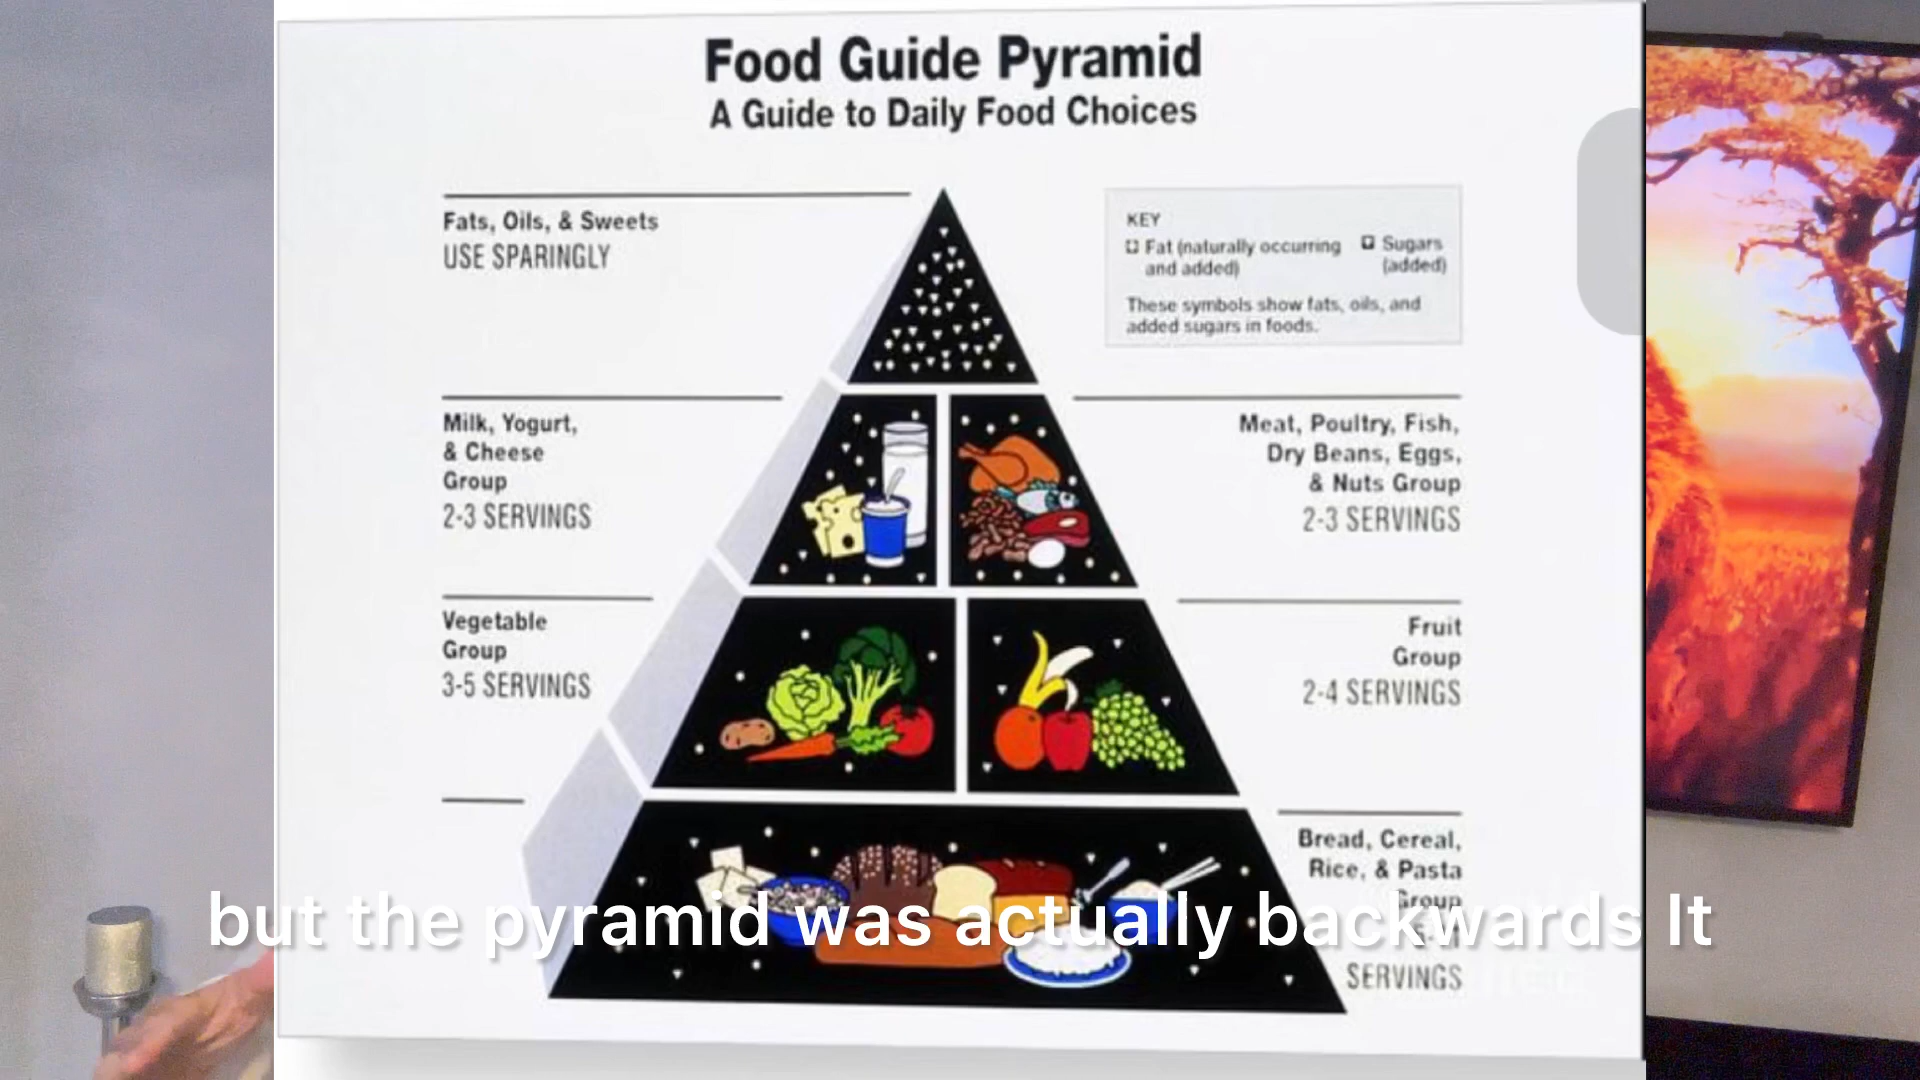 Food Guide Pyramid
A Guide to Daily Food Choices
Fats, Oils, & Sweets
USE SPARINGLY
KEY
Fat (naturally occurring
and added)
Sugars
(added)
These symbols show fats, oils, and
added sugars in foods.
Milk, Yogurt,
& Cheese
Group
2-3 SERVINGS
Meat, Poultry, Fish,
Dry Beans, Eggs,
& Nuts Group
2-3 SERVINGS
Vegetable
Group
3-5 SERVINGS
Fruit
Group
2-4 SERVINGS
Bread, Cereal,
Rice, & Pasta
Group
SERVINGS
but the pyramid was actually backwards It